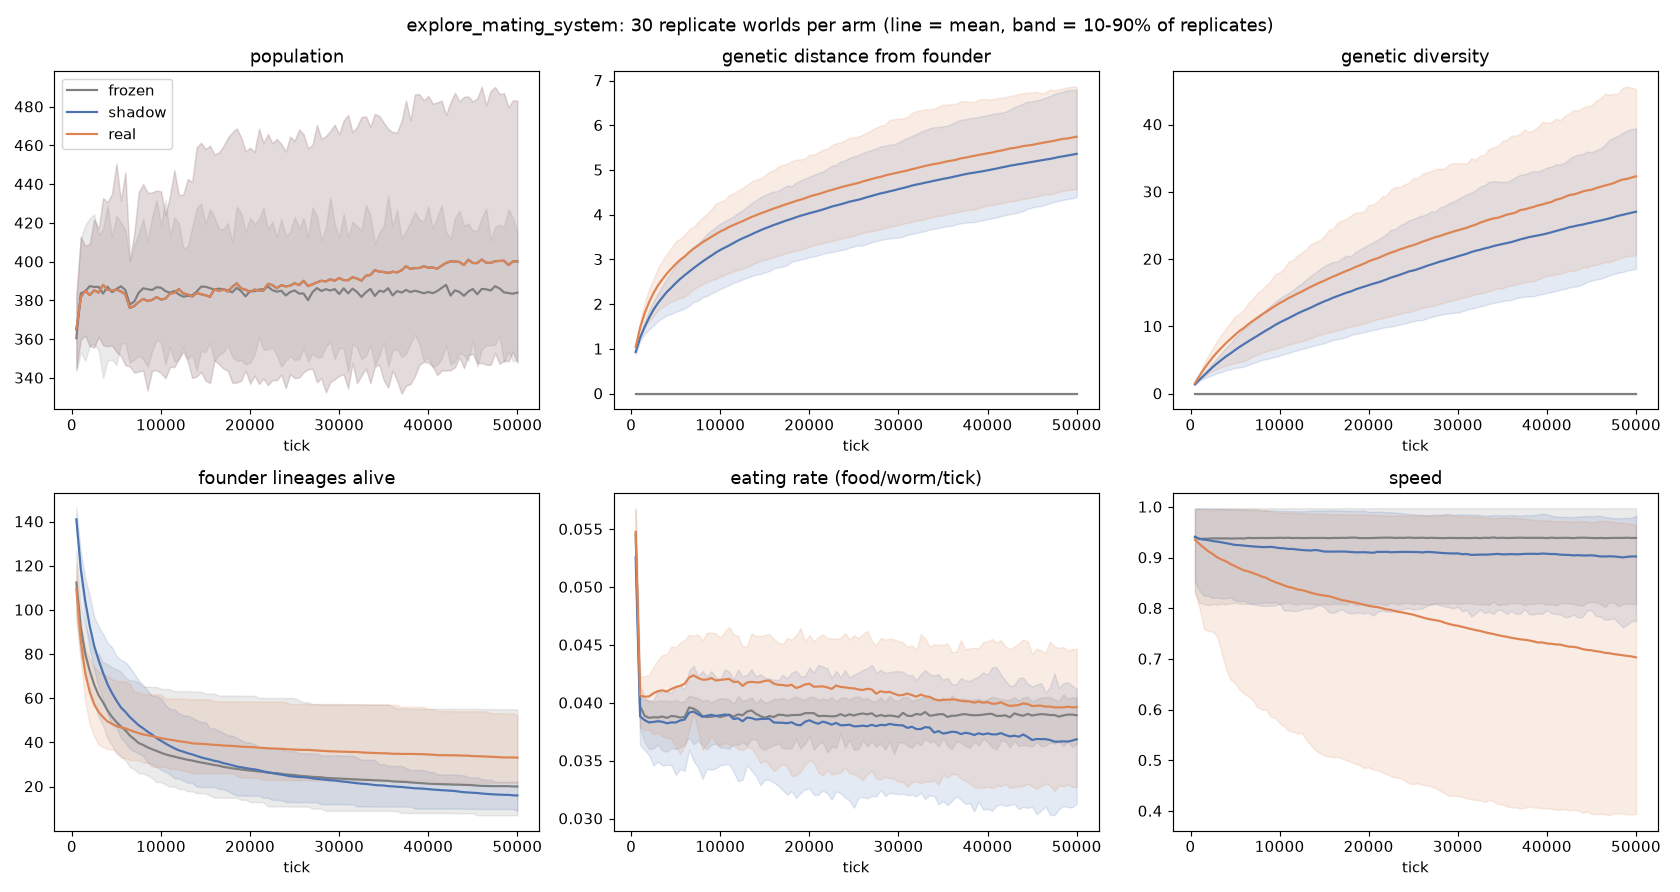 explore_mating_system: 30 replicate worlds per arm (line = mean, band = 10-90% of replicates)
population
frozen
shadow
real
480
460
440
420
400
380
360
340
0 10000 20000 30000 40000 50000
tick
genetic distance from founder
7
6
5
4
3
2
1
0
0 10000 20000 30000 40000 50000
tick
genetic diversity
40
30
20
10
0
0 10000 20000 30000 40000 50000
tick
founder lineages alive
140
120
100
80
60
40
20
0 10000 20000 30000 40000 50000
tick
eating rate (food/worm/tick)
0.055
0.050
0.045
0.040
0.035
0.030
0 10000 20000 30000 40000 50000
tick
speed
1.0
0.9
0.8
0.7
0.6
0.5
0.4
0 10000 20000 30000 40000 50000
tick